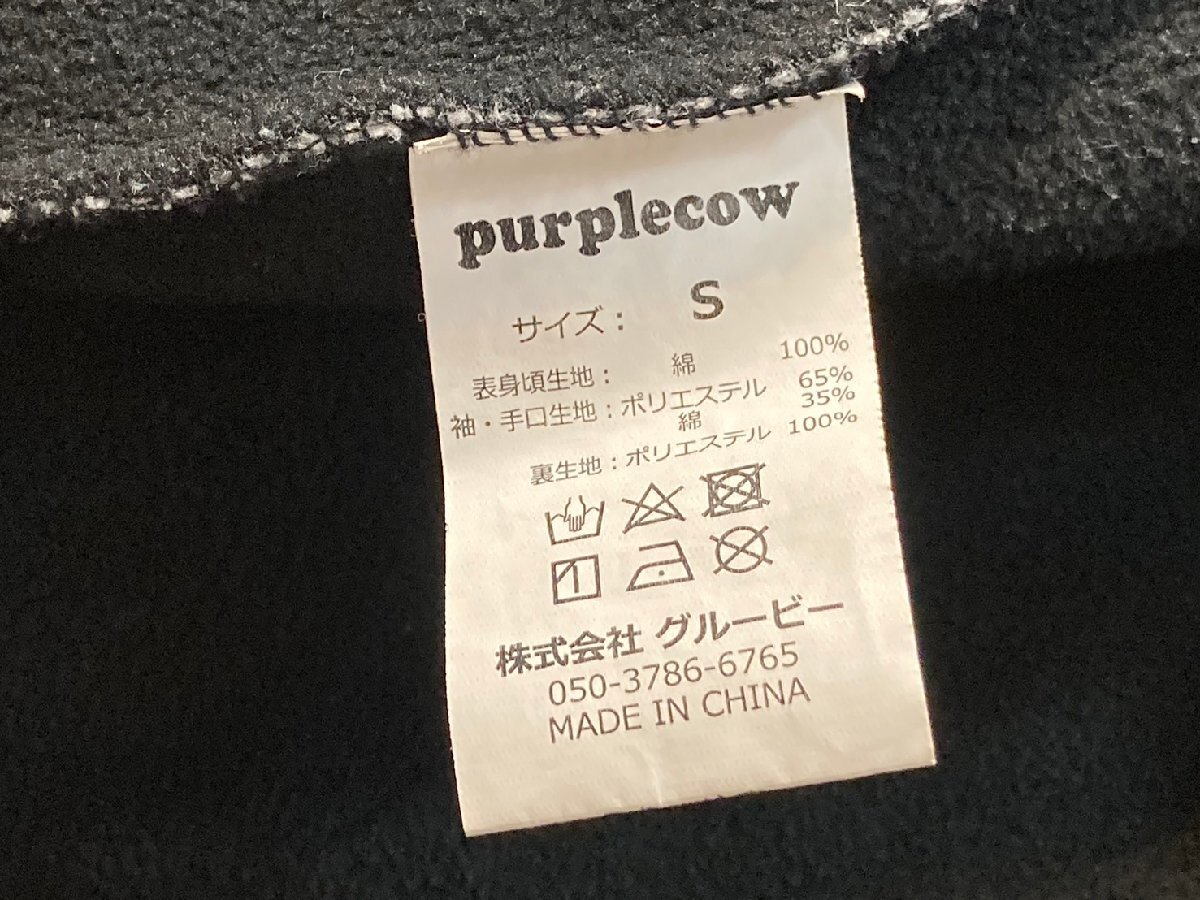 purplecow
サイズ： S
表身頃生地： 綿 100%
袖・手口生地：ポリエステル 65%
綿 35%
裏生地：ポリエステル 100%
株式会社 グルービー
050-3786-6765
MADE IN CHINA